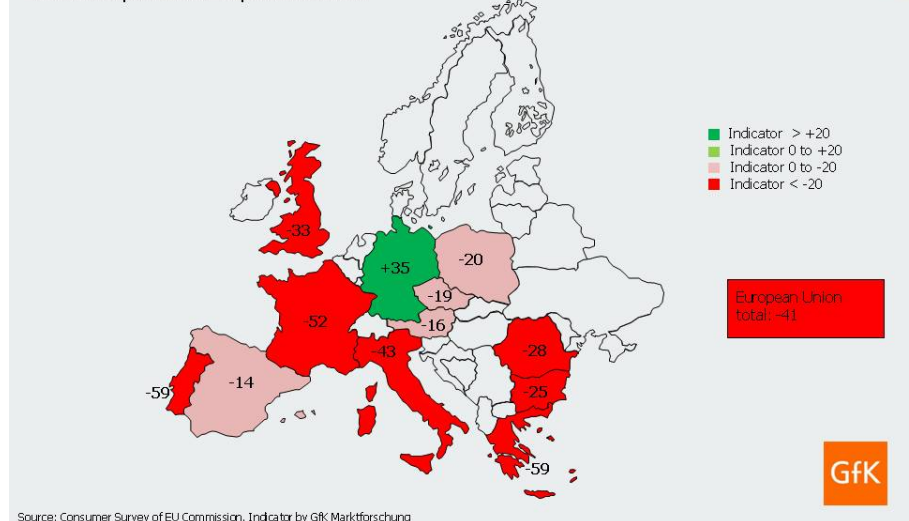 Indicator > +20
Indicator 0 to +20
Indicator 0 to -20
Indicator < -20
-33
+35
-20
-19
-16
European Union
total: -41
-52
-43
-28
-14
-59
-25
-59
GfK
Source: Consumer Survey of EU Commission, Indicator by GfK Marktforschung